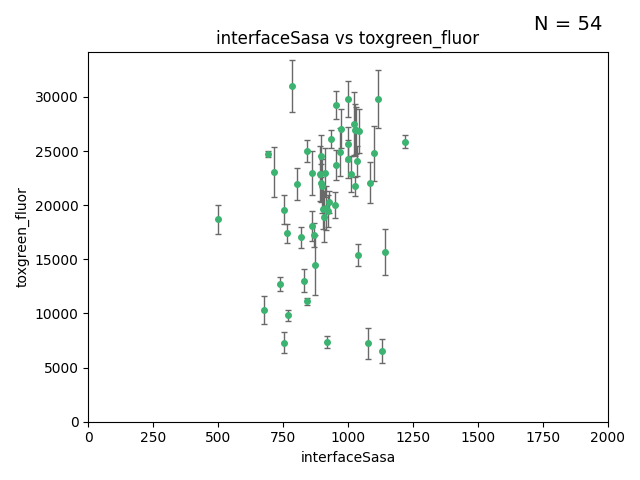 N = 54
interfaceSasa vs toxgreen_fluor
30000
25000
20000
15000
10000
5000
0
toxgreen_fluor
0 250 500 750 1000 1250 1500 1750 2000
interfaceSasa